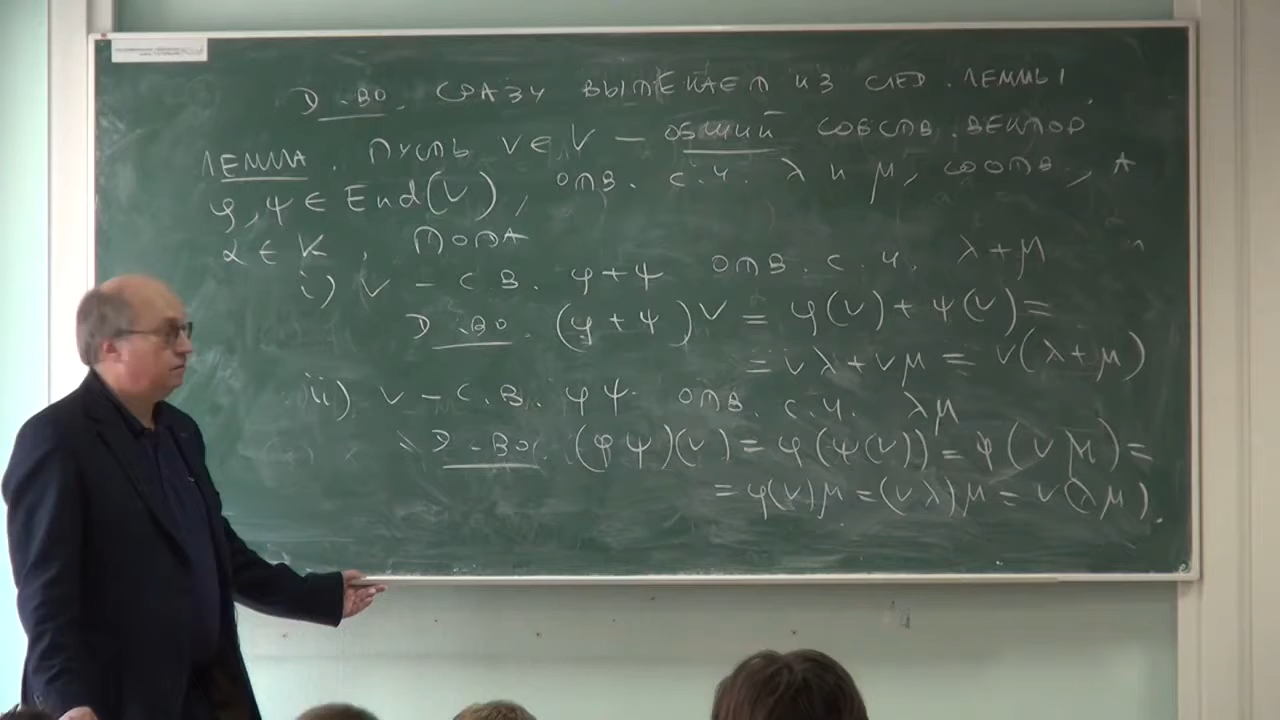 Д-ВО. СРАЗУ ВЫТЕКАЕТ ИЗ СЛЕД. ЛЕММЫ
ЛЕММА. ПУСТЬ v ∈ V — ОБЩИЙ СОБСТВ. ВЕКТОР
φ, ψ ∈ End(V), ОТВ. С.Ч. λ И μ, СООТВ., А
α ∈ K. ТОГДА
i) v – С.В. φ+ψ ОТВ. С.Ч. λ+μ
Д-ВО. (φ+ψ)v = φ(v)+ψ(v)=
= vλ+vμ = v(λ+μ)
ii) v – С.В. φψ ОТВ. С.Ч. λμ
Д-ВО. (φψ)(v) = φ(ψ(v)) = φ(vμ) =
= φ(v)μ = (vλ)μ = v(λμ).